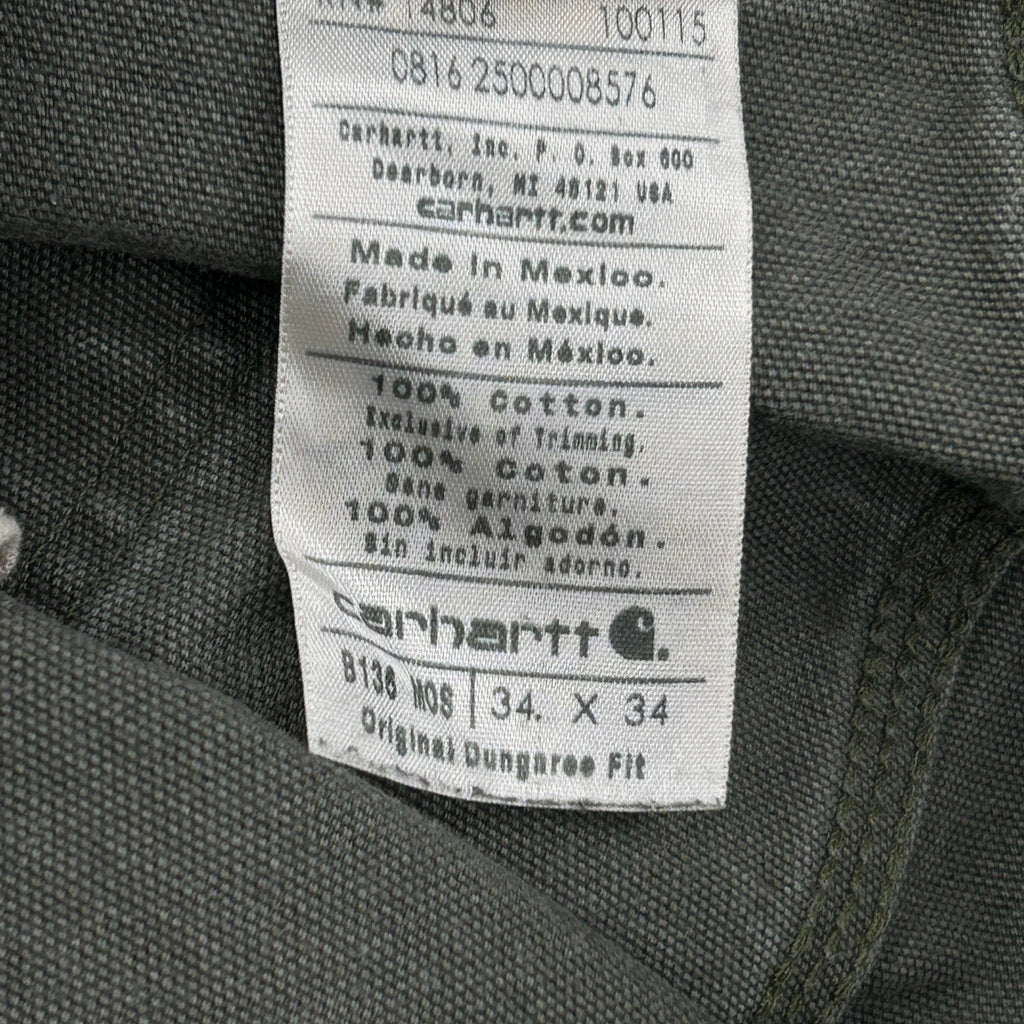 RN# 14806 100115
0816 2500008576
Carhartt, Inc. P. O. Box 600
Dearborn, MI 48121 USA
carhartt.com
Made In Mexico.
Fabriqué au Mexique.
Hecho en México.
100% Cotton.
Exclusive of Trimming.
100% Coton.
Sans garniture.
100% Algodón.
Sin incluir adorno.
carhartt
B136 MOS 34. X 34
Original Dungaree Fit